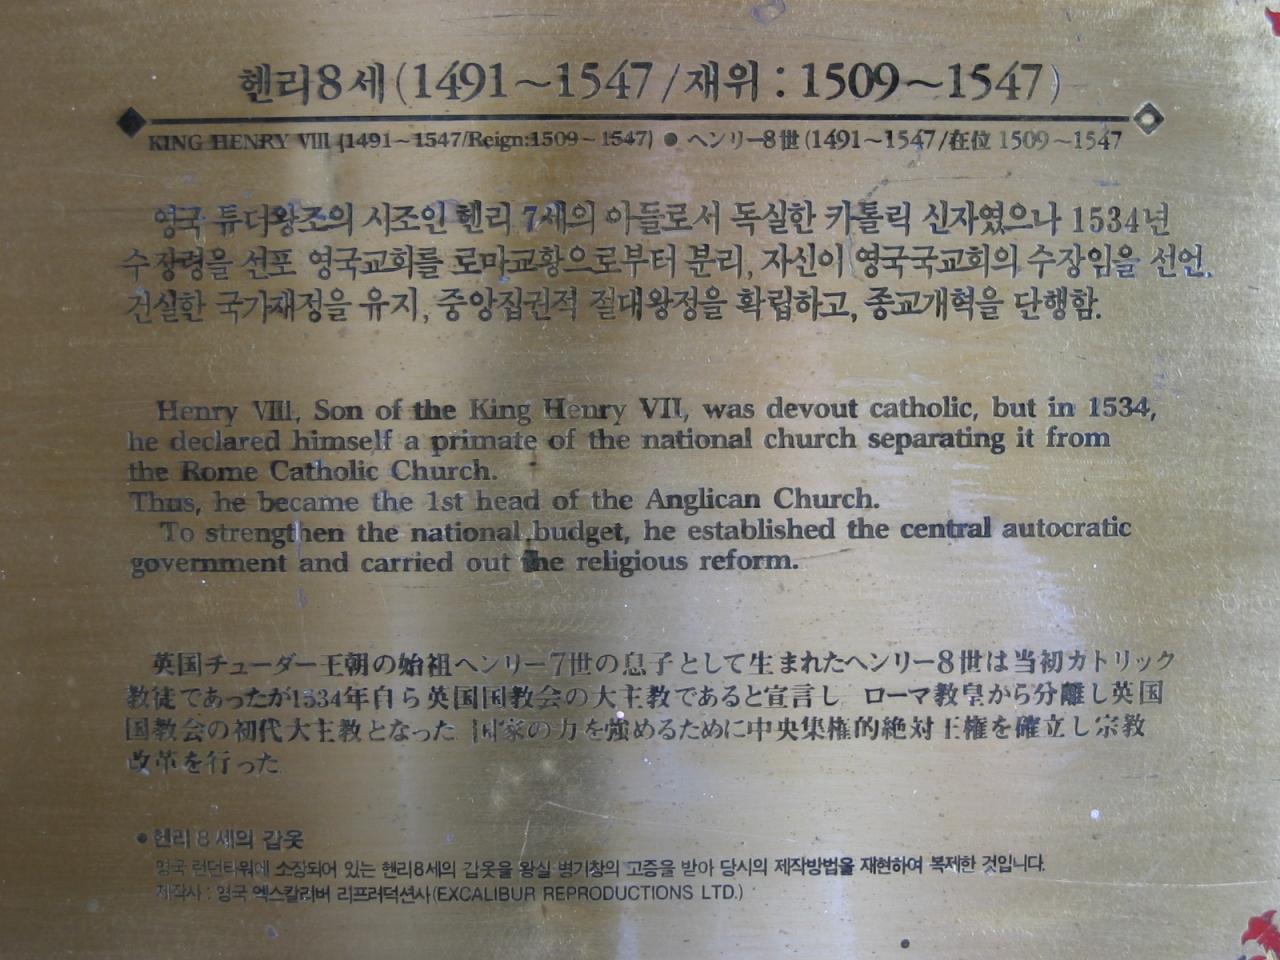 헨리8세(1491~1547/재위:1509~1547)
KING HENRY VIII (1491~1547/Reign:1509~1547) ● ヘンリー8世(1491~1547/在位 1509~1547
영국 튜더왕조의 시조인 헨리 7세의 아들로서 독실한 카톨릭 신자였으나 1534년
수장령을 선포 영국교회를 로마교황으로부터 분리, 자신이 영국국교회의 수장임을 선언.
건실한 국가재정을 유지, 중앙집권적 절대왕정을 확립하고, 종교개혁을 단행함.
Henry VIII, Son of the King Henry VII, was devout catholic, but in 1534,
he declared himself a primate of the national church separating it from
the Rome Catholic Church.
Thus, he became the 1st head of the Anglican Church.
To strengthen the national budget, he established the central autocratic
government and carried out the religious reform.
英国チューダー王朝の始祖ヘンリー7世の息子として生まれたヘンリー8世は当初カトリック
教徒であったが1534年自ら英国国教会の大主教であると宣言し ローマ教皇から分離し英国
国教会の初代大主教となった 国家の力を強めるために中央集権的絶対王権を確立し宗教
改革を行った
●헨리 8세의 갑옷
영국 런던타워에 소장되어 있는 헨리8세의 갑옷을 왕실 병기창의 고증을 받아 당시의 제작방법을 재현하여 복제한 것입니다.
제작사 : 영국 엑스칼리버 리프러덕션사(EXCALIBUR REPRODUCTIONS LTD.)